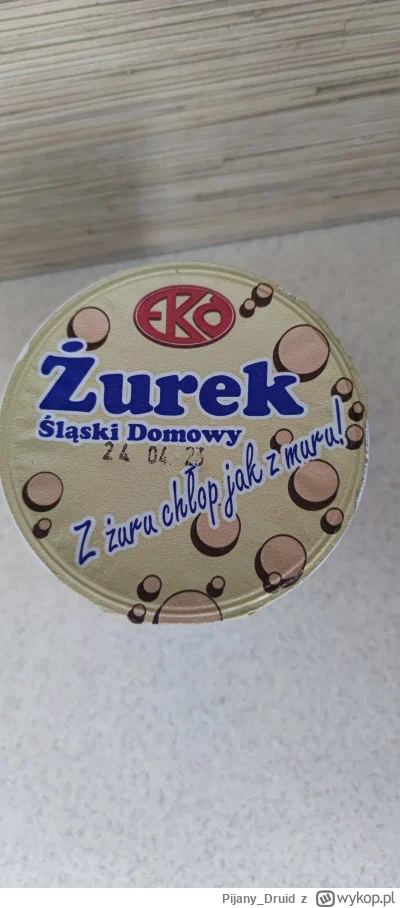 EKO
Żurek
Śląski Domowy
24 04 23
Z żuru chłop jak z muru!
Pijany_Druid z wykop.pl